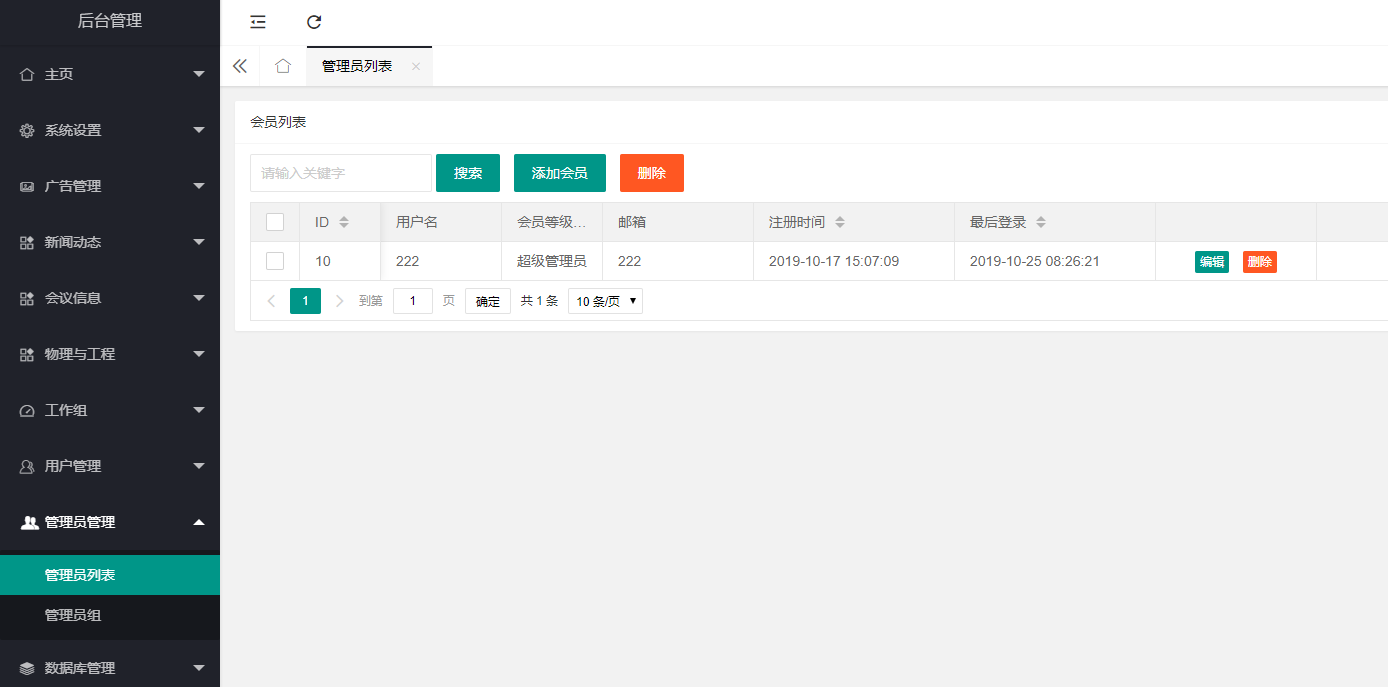 后台管理
主页
系统设置
广告管理
新闻动态
会议信息
物理与工程
工作组
用户管理
管理员管理
管理员列表
管理员组
数据库管理
管理员列表
会员列表
请输入关键字 搜索 添加会员 删除
ID 用户名 会员等级... 邮箱 注册时间 最后登录
10 222 超级管理员 222 2019-10-17 15:07:09 2019-10-25 08:26:21 编辑 删除
1 到第 1 页 确定 共 1 条 10 条/页